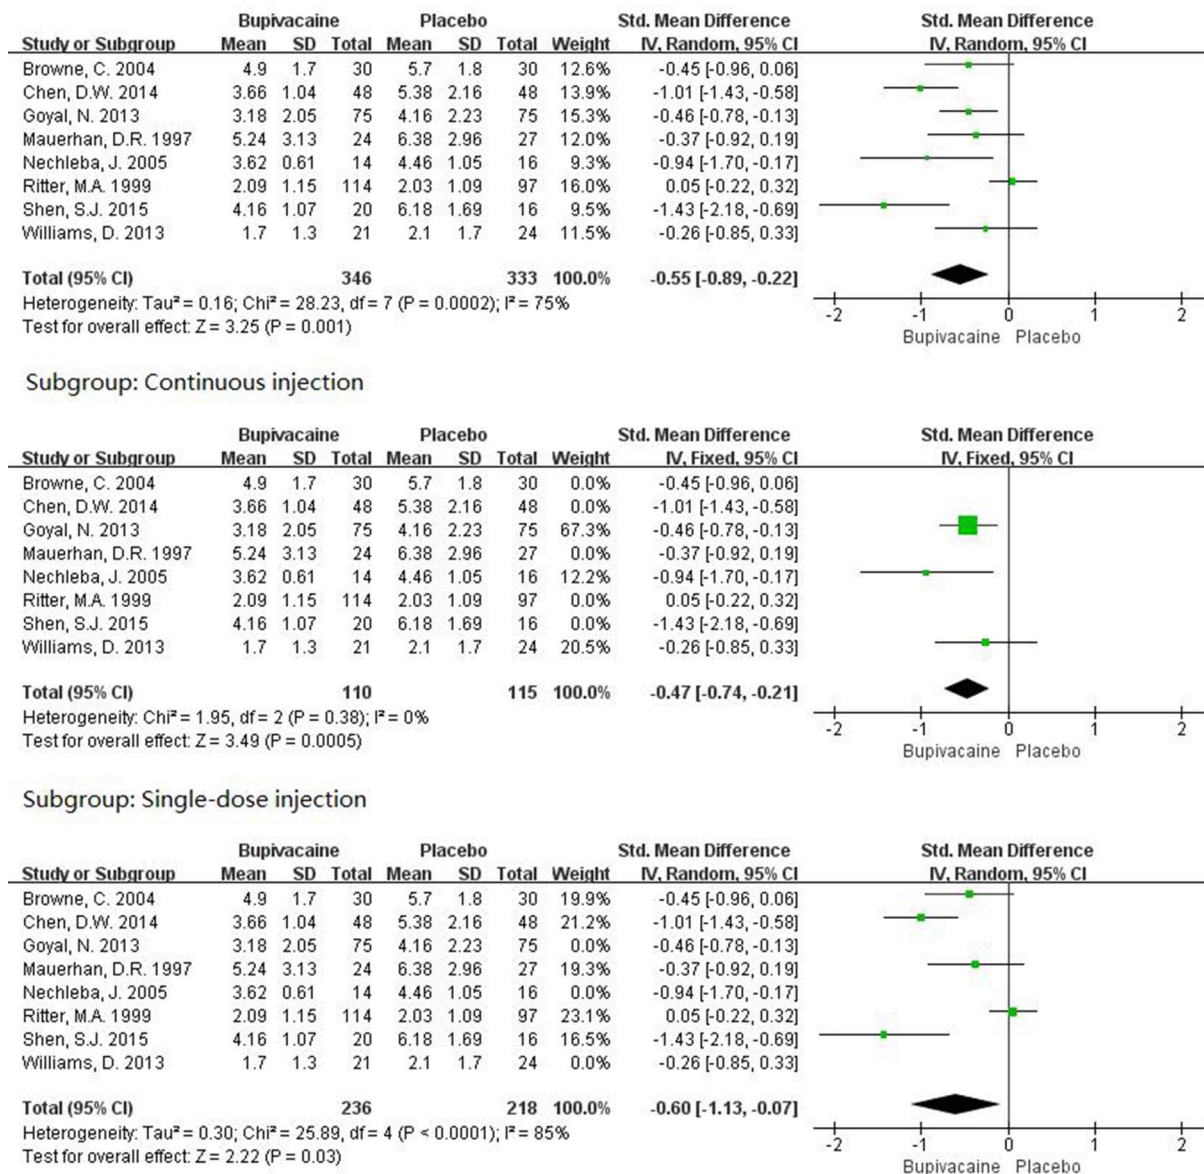 Bupivacaine Placebo Std. Mean Difference Std. Mean Difference
Study or Subgroup Mean SD Total Mean SD Total Weight IV, Random, 95% CI IV, Random, 95% CI
Browne, C. 2004 4.9 1.7 30 5.7 1.8 30 12.6% -0.45 [-0.96, 0.06]
Chen, D.W. 2014 3.66 1.04 48 5.38 2.16 48 13.9% -1.01 [-1.43, -0.58]
Goyal, N. 2013 3.18 2.05 75 4.16 2.23 75 15.3% -0.46 [-0.78, -0.13]
Mauerhan, D.R. 1997 5.24 3.13 24 6.38 2.96 27 12.0% -0.37 [-0.92, 0.19]
Nechleba, J. 2005 3.62 0.61 14 4.46 1.05 16 9.3% -0.94 [-1.70, -0.17]
Ritter, M.A. 1999 2.09 1.15 114 2.03 1.09 97 16.0% 0.05 [-0.22, 0.32]
Shen, S.J. 2015 4.16 1.07 20 6.18 1.69 16 9.5% -1.43 [-2.18, -0.69]
Williams, D. 2013 1.7 1.3 21 2.1 1.7 24 11.5% -0.26 [-0.85, 0.33]
Total (95% CI) 346 333 100.0% -0.55 [-0.89, -0.22]
Heterogeneity: Tau² = 0.16; Chi² = 28.23, df = 7 (P = 0.0002); I² = 75%
Test for overall effect: Z = 3.25 (P = 0.001)
-2 -1 0 1 2
Bupivacaine Placebo
Subgroup: Continuous injection
Bupivacaine Placebo Std. Mean Difference Std. Mean Difference
Study or Subgroup Mean SD Total Mean SD Total Weight IV, Fixed, 95% CI IV, Fixed, 95% CI
Browne, C. 2004 4.9 1.7 30 5.7 1.8 30 0.0% -0.45 [-0.96, 0.06]
Chen, D.W. 2014 3.66 1.04 48 5.38 2.16 48 0.0% -1.01 [-1.43, -0.58]
Goyal, N. 2013 3.18 2.05 75 4.16 2.23 75 67.3% -0.46 [-0.78, -0.13]
Mauerhan, D.R. 1997 5.24 3.13 24 6.38 2.96 27 0.0% -0.37 [-0.92, 0.19]
Nechleba, J. 2005 3.62 0.61 14 4.46 1.05 16 12.2% -0.94 [-1.70, -0.17]
Ritter, M.A. 1999 2.09 1.15 114 2.03 1.09 97 0.0% 0.05 [-0.22, 0.32]
Shen, S.J. 2015 4.16 1.07 20 6.18 1.69 16 0.0% -1.43 [-2.18, -0.69]
Williams, D. 2013 1.7 1.3 21 2.1 1.7 24 20.5% -0.26 [-0.85, 0.33]
Total (95% CI) 110 115 100.0% -0.47 [-0.74, -0.21]
Heterogeneity: Chi² = 1.95, df = 2 (P = 0.38); I² = 0%
Test for overall effect: Z = 3.49 (P = 0.0005)
-2 -1 0 1 2
Bupivacaine Placebo
Subgroup: Single-dose injection
Bupivacaine Placebo Std. Mean Difference Std. Mean Difference
Study or Subgroup Mean SD Total Mean SD Total Weight IV, Random, 95% CI IV, Random, 95% CI
Browne, C. 2004 4.9 1.7 30 5.7 1.8 30 19.9% -0.45 [-0.96, 0.06]
Chen, D.W. 2014 3.66 1.04 48 5.38 2.16 48 21.2% -1.01 [-1.43, -0.58]
Goyal, N. 2013 3.18 2.05 75 4.16 2.23 75 0.0% -0.46 [-0.78, -0.13]
Mauerhan, D.R. 1997 5.24 3.13 24 6.38 2.96 27 19.3% -0.37 [-0.92, 0.19]
Nechleba, J. 2005 3.62 0.61 14 4.46 1.05 16 0.0% -0.94 [-1.70, -0.17]
Ritter, M.A. 1999 2.09 1.15 114 2.03 1.09 97 23.1% 0.05 [-0.22, 0.32]
Shen, S.J. 2015 4.16 1.07 20 6.18 1.69 16 16.5% -1.43 [-2.18, -0.69]
Williams, D. 2013 1.7 1.3 21 2.1 1.7 24 0.0% -0.26 [-0.85, 0.33]
Total (95% CI) 236 218 100.0% -0.60 [-1.13, -0.07]
Heterogeneity: Tau² = 0.30; Chi² = 25.89, df = 4 (P < 0.0001); I² = 85%
Test for overall effect: Z = 2.22 (P = 0.03)
-2 -1 0 1 2
Bupivacaine Placebo